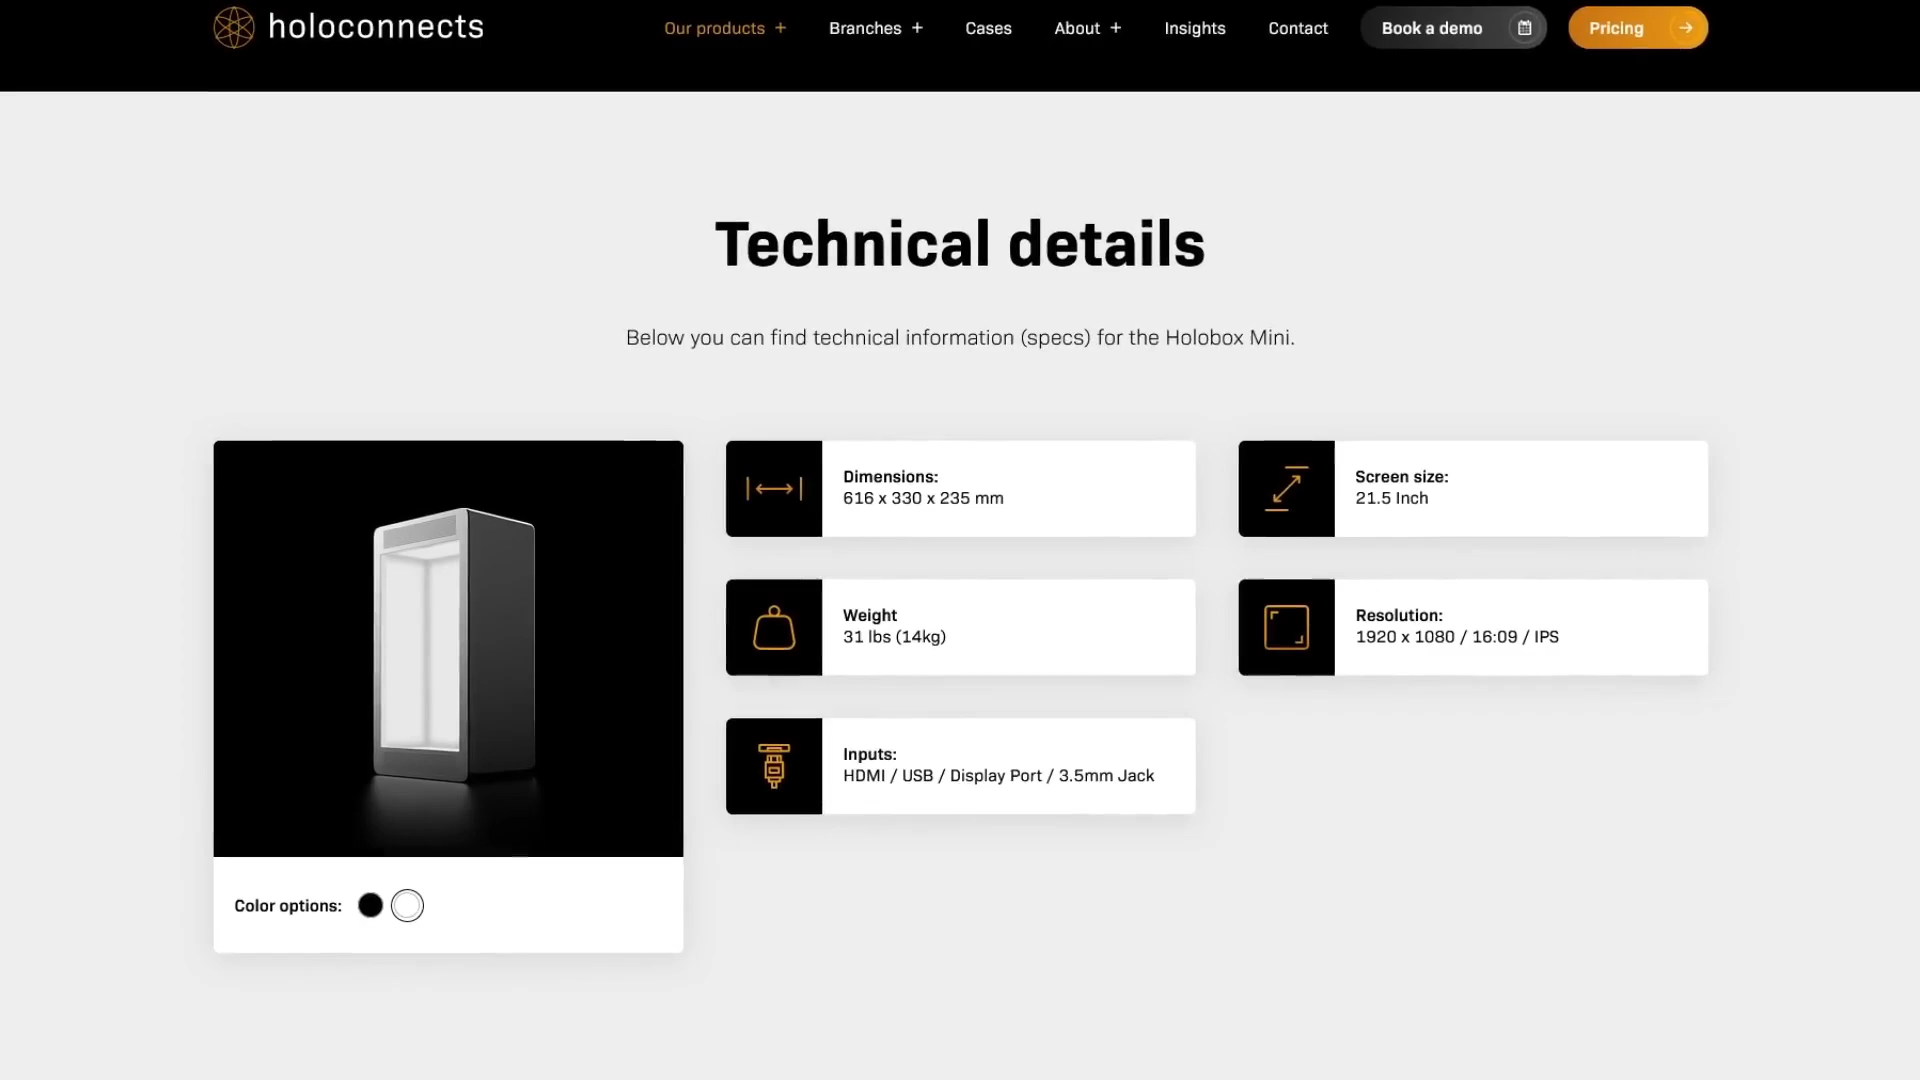 holoconnects
Our products +
Branches +
Cases
About +
Insights
Contact
Book a demo
Pricing
Technical details
Below you can find technical information (specs) for the Holobox Mini.
Dimensions:
616 x 330 x 235 mm
Screen size:
21.5 Inch
Weight
31 lbs (14kg)
Resolution:
1920 x 1080 / 16:09 / IPS
Inputs:
HDMI / USB / Display Port / 3.5mm Jack
Color options: